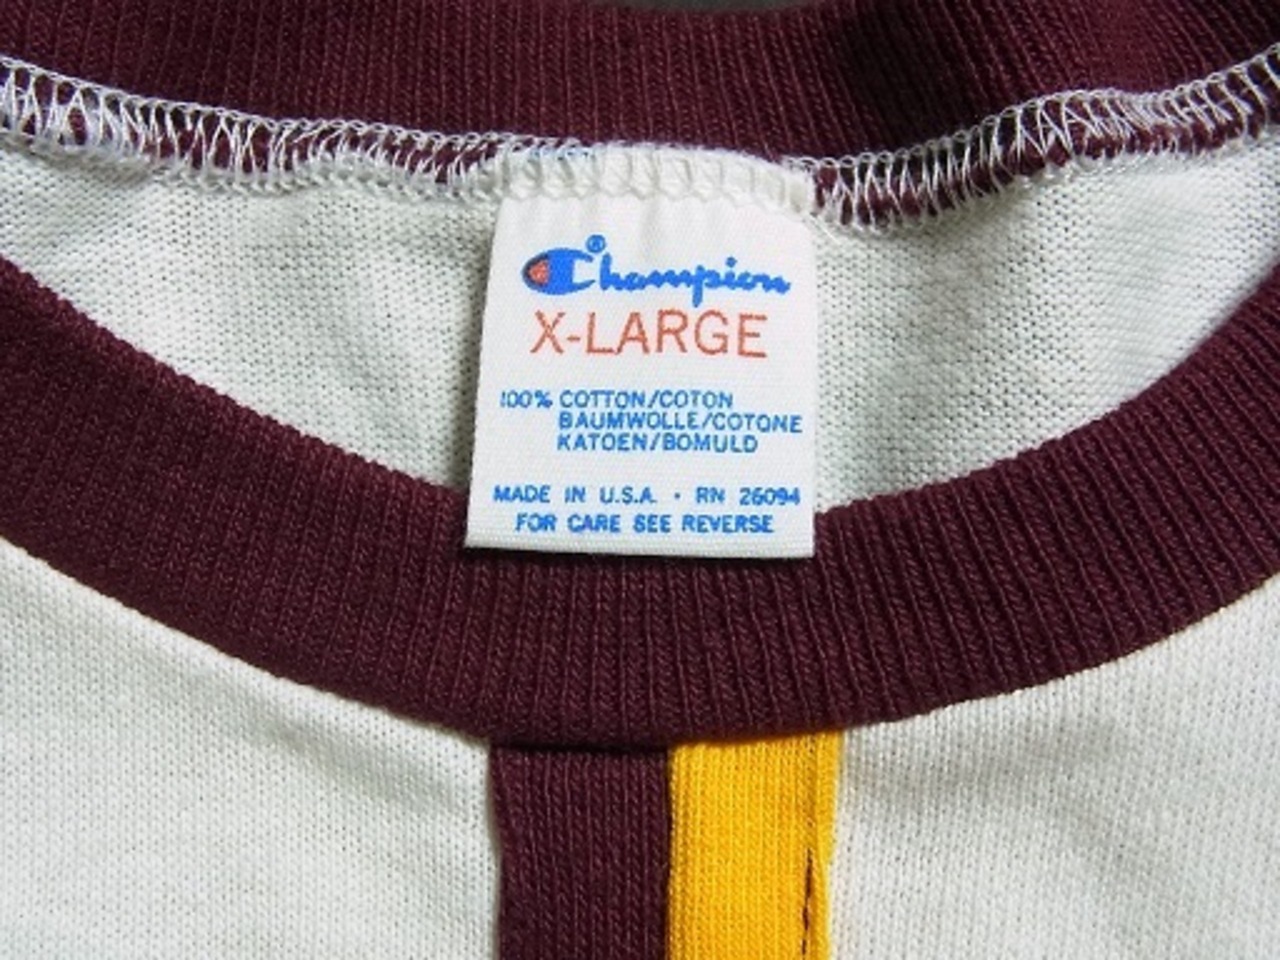 Champion®
X-LARGE
100% COTTON/COTON
BAUMWOLLE/COTONE
KATOEN/BOMULD
MADE IN U.S.A. · RN 26094
FOR CARE SEE REVERSE